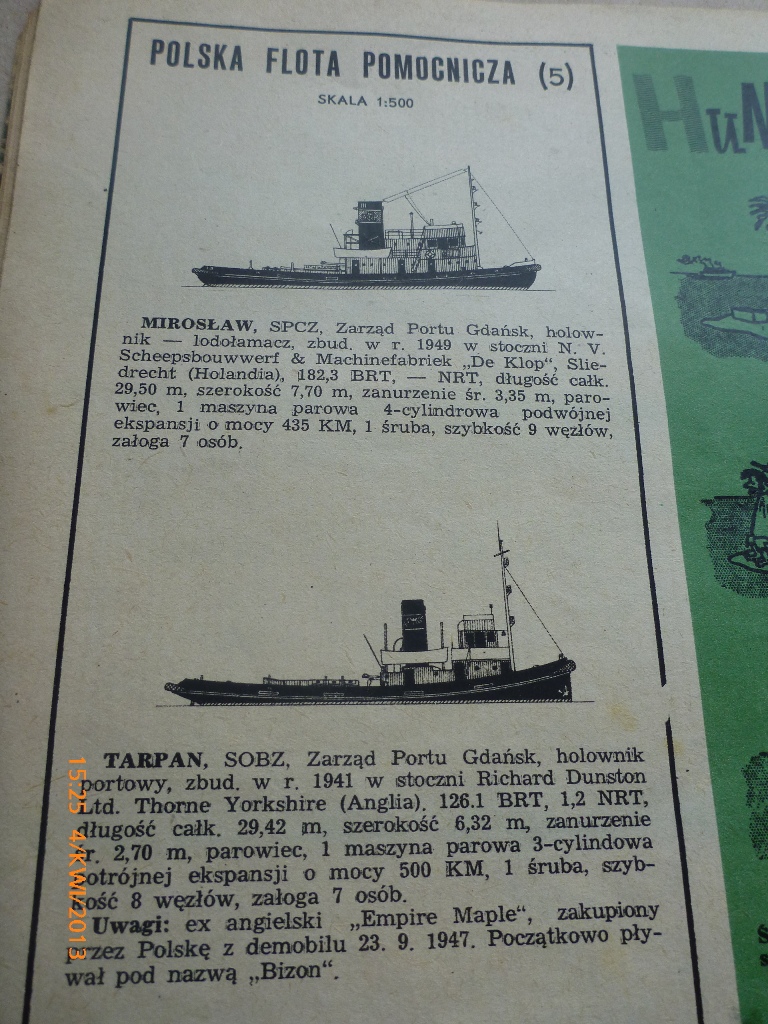 POLSKA FLOTA POMOCNICZA (5)
SKALA 1:500
HuN
MIROSŁAW, SPCZ, Zarząd Portu Gdańsk, holow-
nik — lodołamacz, zbud. w r. 1949 w stoczni N. V.
Scheepsbouwwerf & Machinefabriek „De Klop“, Slie-
drecht (Holandia), 182,3 BRT, — NRT, długość całk.
29,50 m, szerokość 7,70 m, zanurzenie śr. 3,35 m, paro-
wiec, 1 maszyna parowa 4-cylindrowa podwójnej
ekspansji o mocy 435 KM, 1 śruba, szybkość 9 węzłów,
załoga 7 osób.
TARPAN, SOBZ, Zarząd Portu Gdańsk, holownik
portowy, zbud. w r. 1941 w stoczni Richard Dunston
Ltd. Thorne Yorkshire (Anglia). 126.1 BRT, 1,2 NRT,
długość całk. 29,42 m, szerokość 6,32 m, zanurzenie
śr. 2,70 m, parowiec, 1 maszyna parowa 3-cylindowa
potrójnej ekspansji o mocy 500 KM, 1 śruba, szyb-
kość 8 węzłów, załoga 7 osób.
Uwagi: ex angielski „Empire Maple“, zakupiony
przez Polskę z demobilu 23. 9. 1947. Początkowo pły-
wał pod nazwą „Bizon“.
15:25 4/KWI/2013